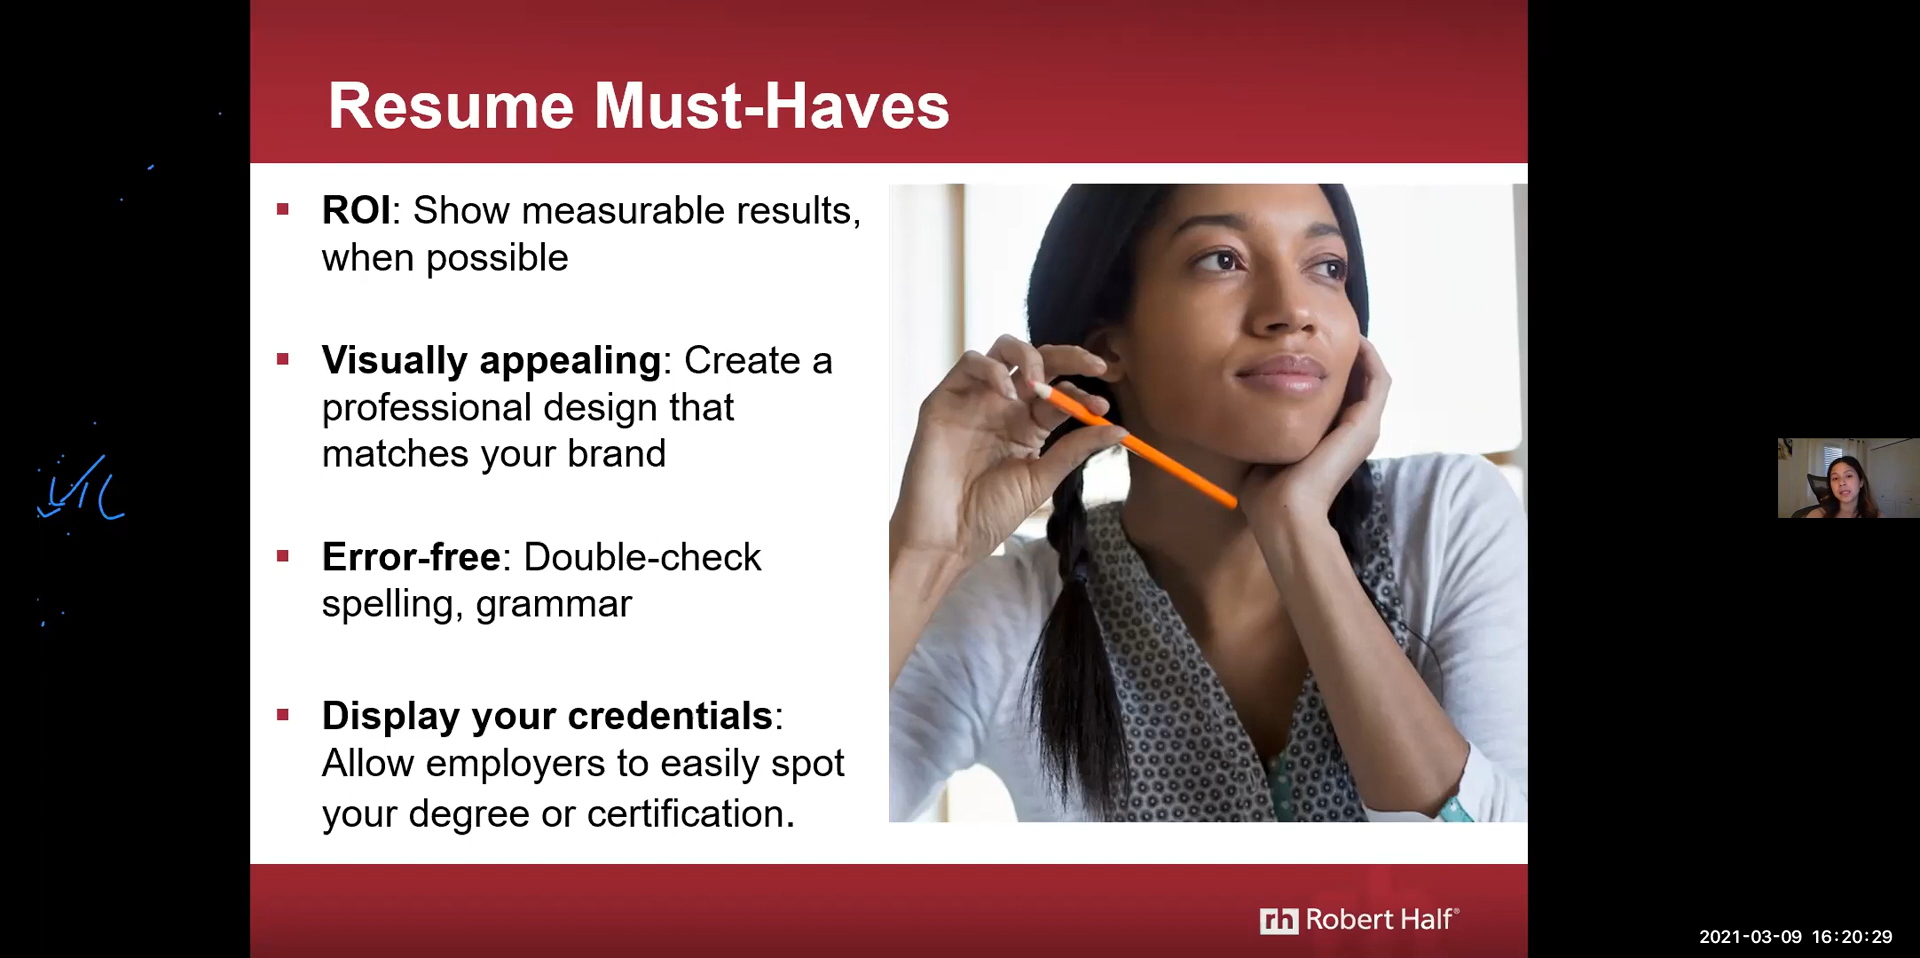 Resume Must-Haves
ROI: Show measurable results,
when possible
Visually appealing: Create a
professional design that
matches your brand
Error-free: Double-check
spelling, grammar
Display your credentials:
Allow employers to easily spot
your degree or certification.
rh Robert Half®
2021-03-09 16:20:29